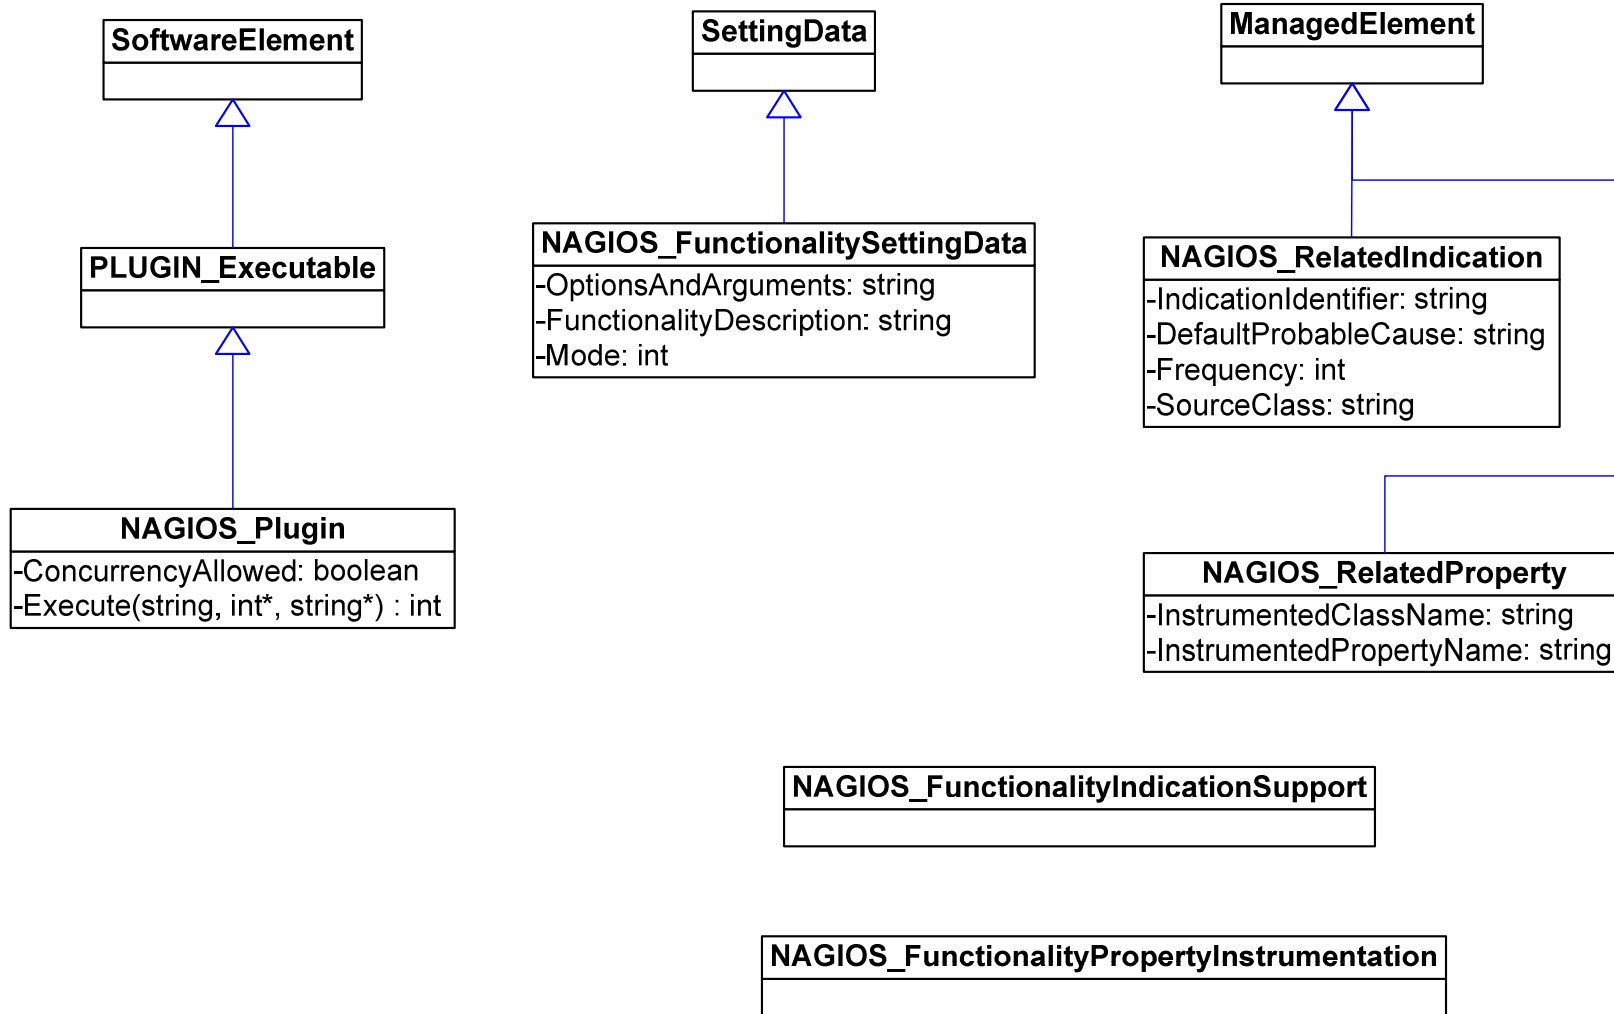 SoftwareElement
SettingData
ManagedElement
PLUGIN_Executable
NAGIOS_FunctionalitySettingData
-OptionsAndArguments: string
-FunctionalityDescription: string
-Mode: int
NAGIOS_RelatedIndication
-IndicationIdentifier: string
-DefaultProbableCause: string
-Frequency: int
-SourceClass: string
NAGIOS_Plugin
-ConcurrencyAllowed: boolean
-Execute(string, int*, string*) : int
NAGIOS_RelatedProperty
-InstrumentedClassName: string
-InstrumentedPropertyName: string
NAGIOS_FunctionalityIndicationSupport
NAGIOS_FunctionalityPropertyInstrumentation